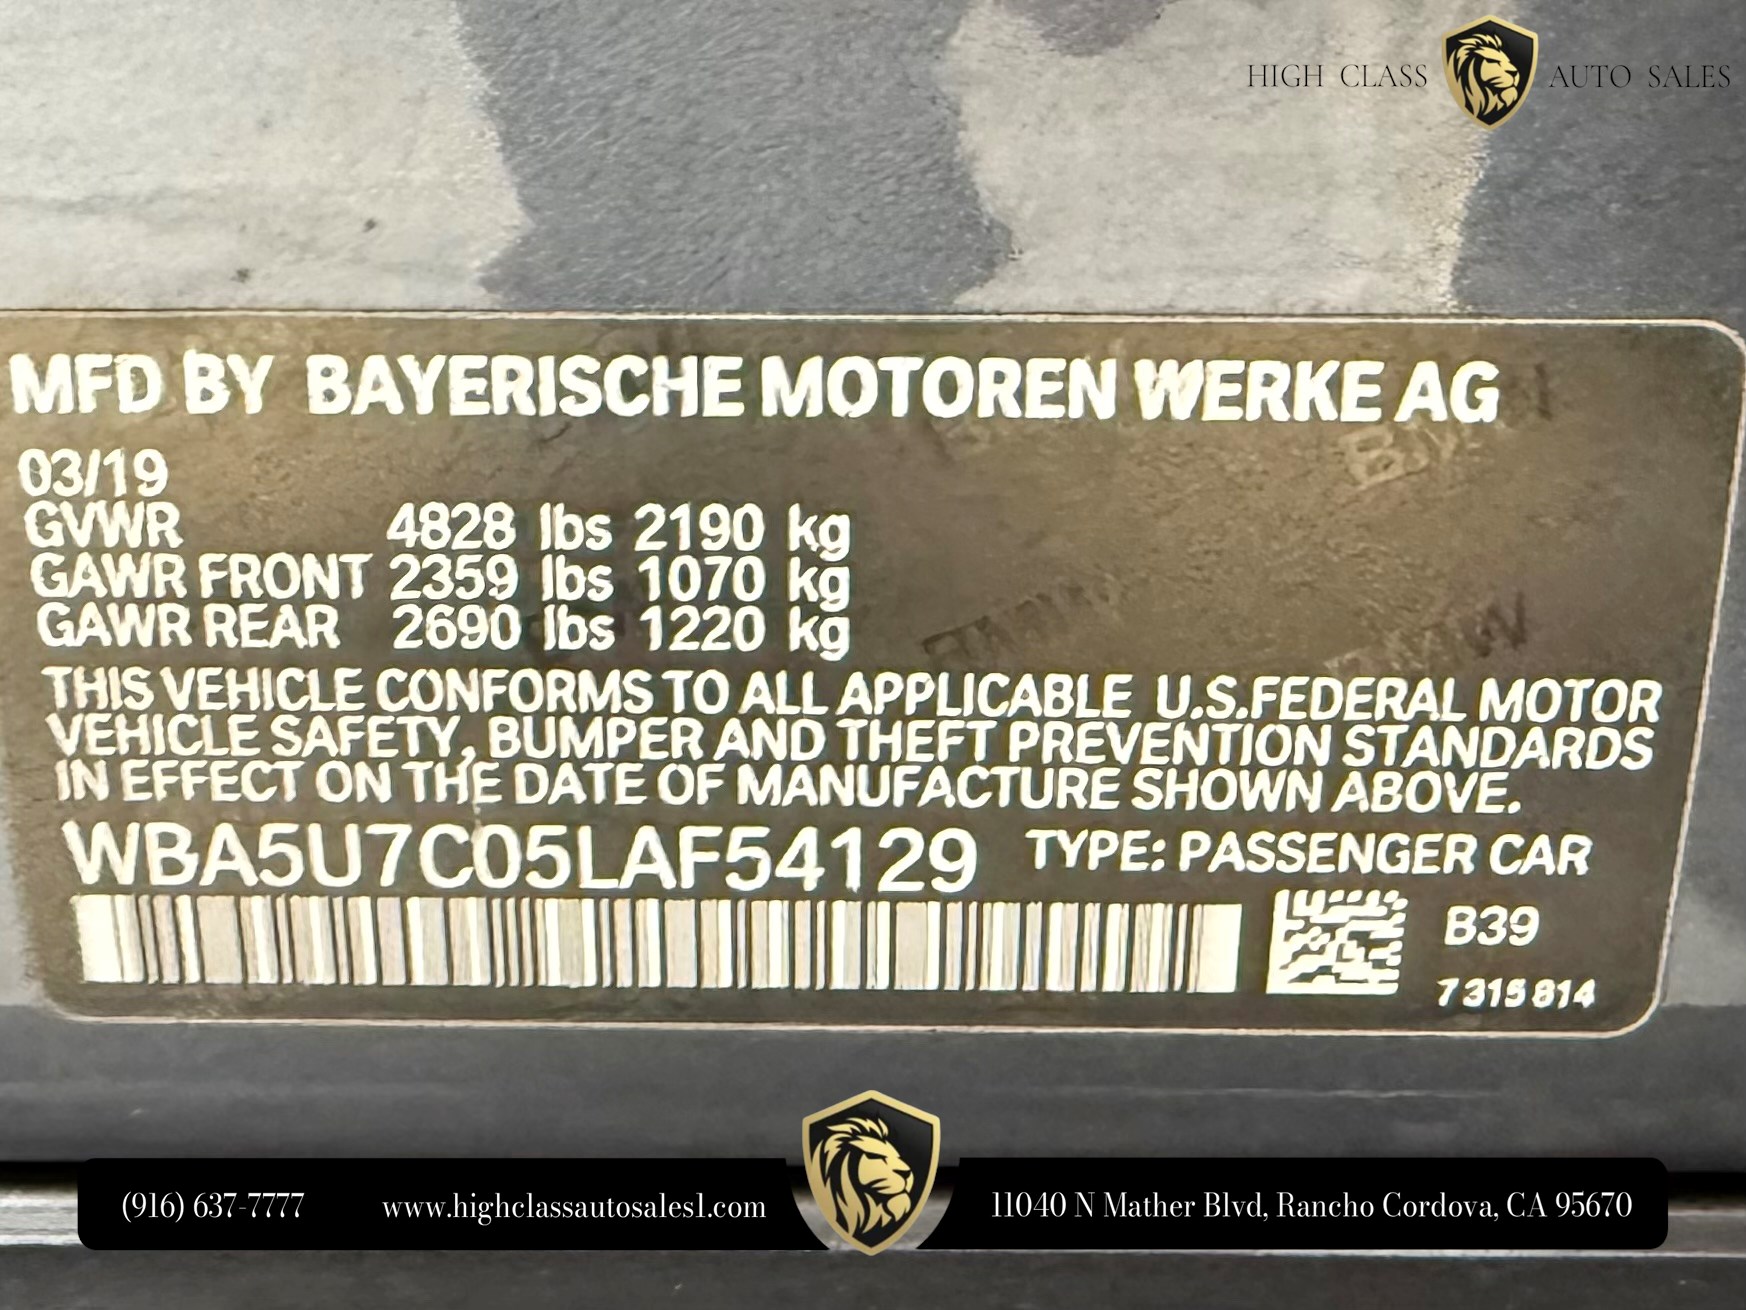 HIGH CLASS AUTO SALES
MFD BY BAYERISCHE MOTOREN WERKE AG
03/19
GVWR 4828 lbs 2190 kg
GAWR FRONT 2359 lbs 1070 kg
GAWR REAR 2690 lbs 1220 kg
THIS VEHICLE CONFORMS TO ALL APPLICABLE U.S.FEDERAL MOTOR
VEHICLE SAFETY, BUMPER AND THEFT PREVENTION STANDARDS
IN EFFECT ON THE DATE OF MANUFACTURE SHOWN ABOVE.
WBA5U7C05LAF54129 TYPE: PASSENGER CAR
B39
7315814
(916) 637-7777 www.highclassautosales1.com 11040 N Mather Blvd, Rancho Cordova, CA 95670